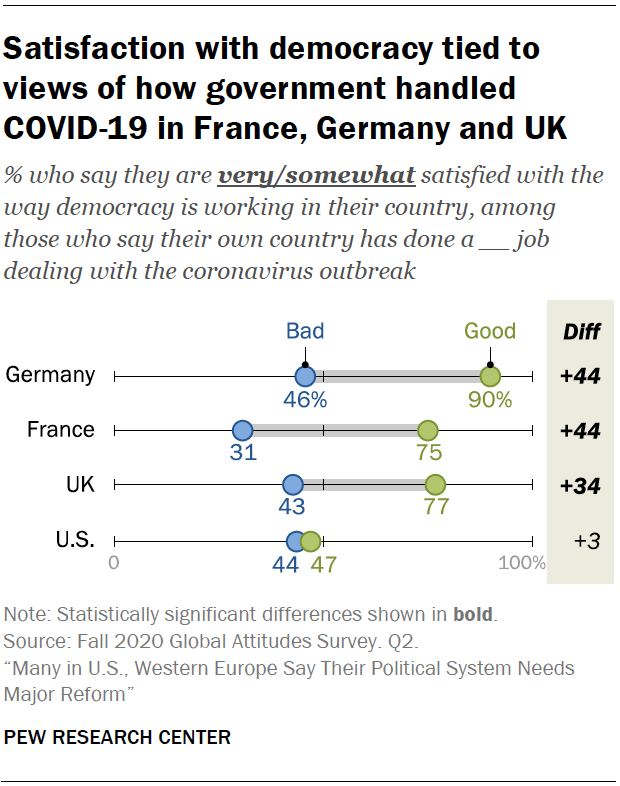 Satisfaction with democracy tied to
views of how government handled
COVID-19 in France, Germany and UK
% who say they are very/somewhat satisfied with the
way democracy is working in their country, among
those who say their own country has done a __ job
dealing with the coronavirus outbreak
Bad Good Diff
Germany 46% 90% +44
France 31 75 +44
UK 43 77 +34
U.S. 44 47 +3
0 100%
Note: Statistically significant differences shown in bold.
Source: Fall 2020 Global Attitudes Survey. Q2.
“Many in U.S., Western Europe Say Their Political System Needs
Major Reform”
PEW RESEARCH CENTER